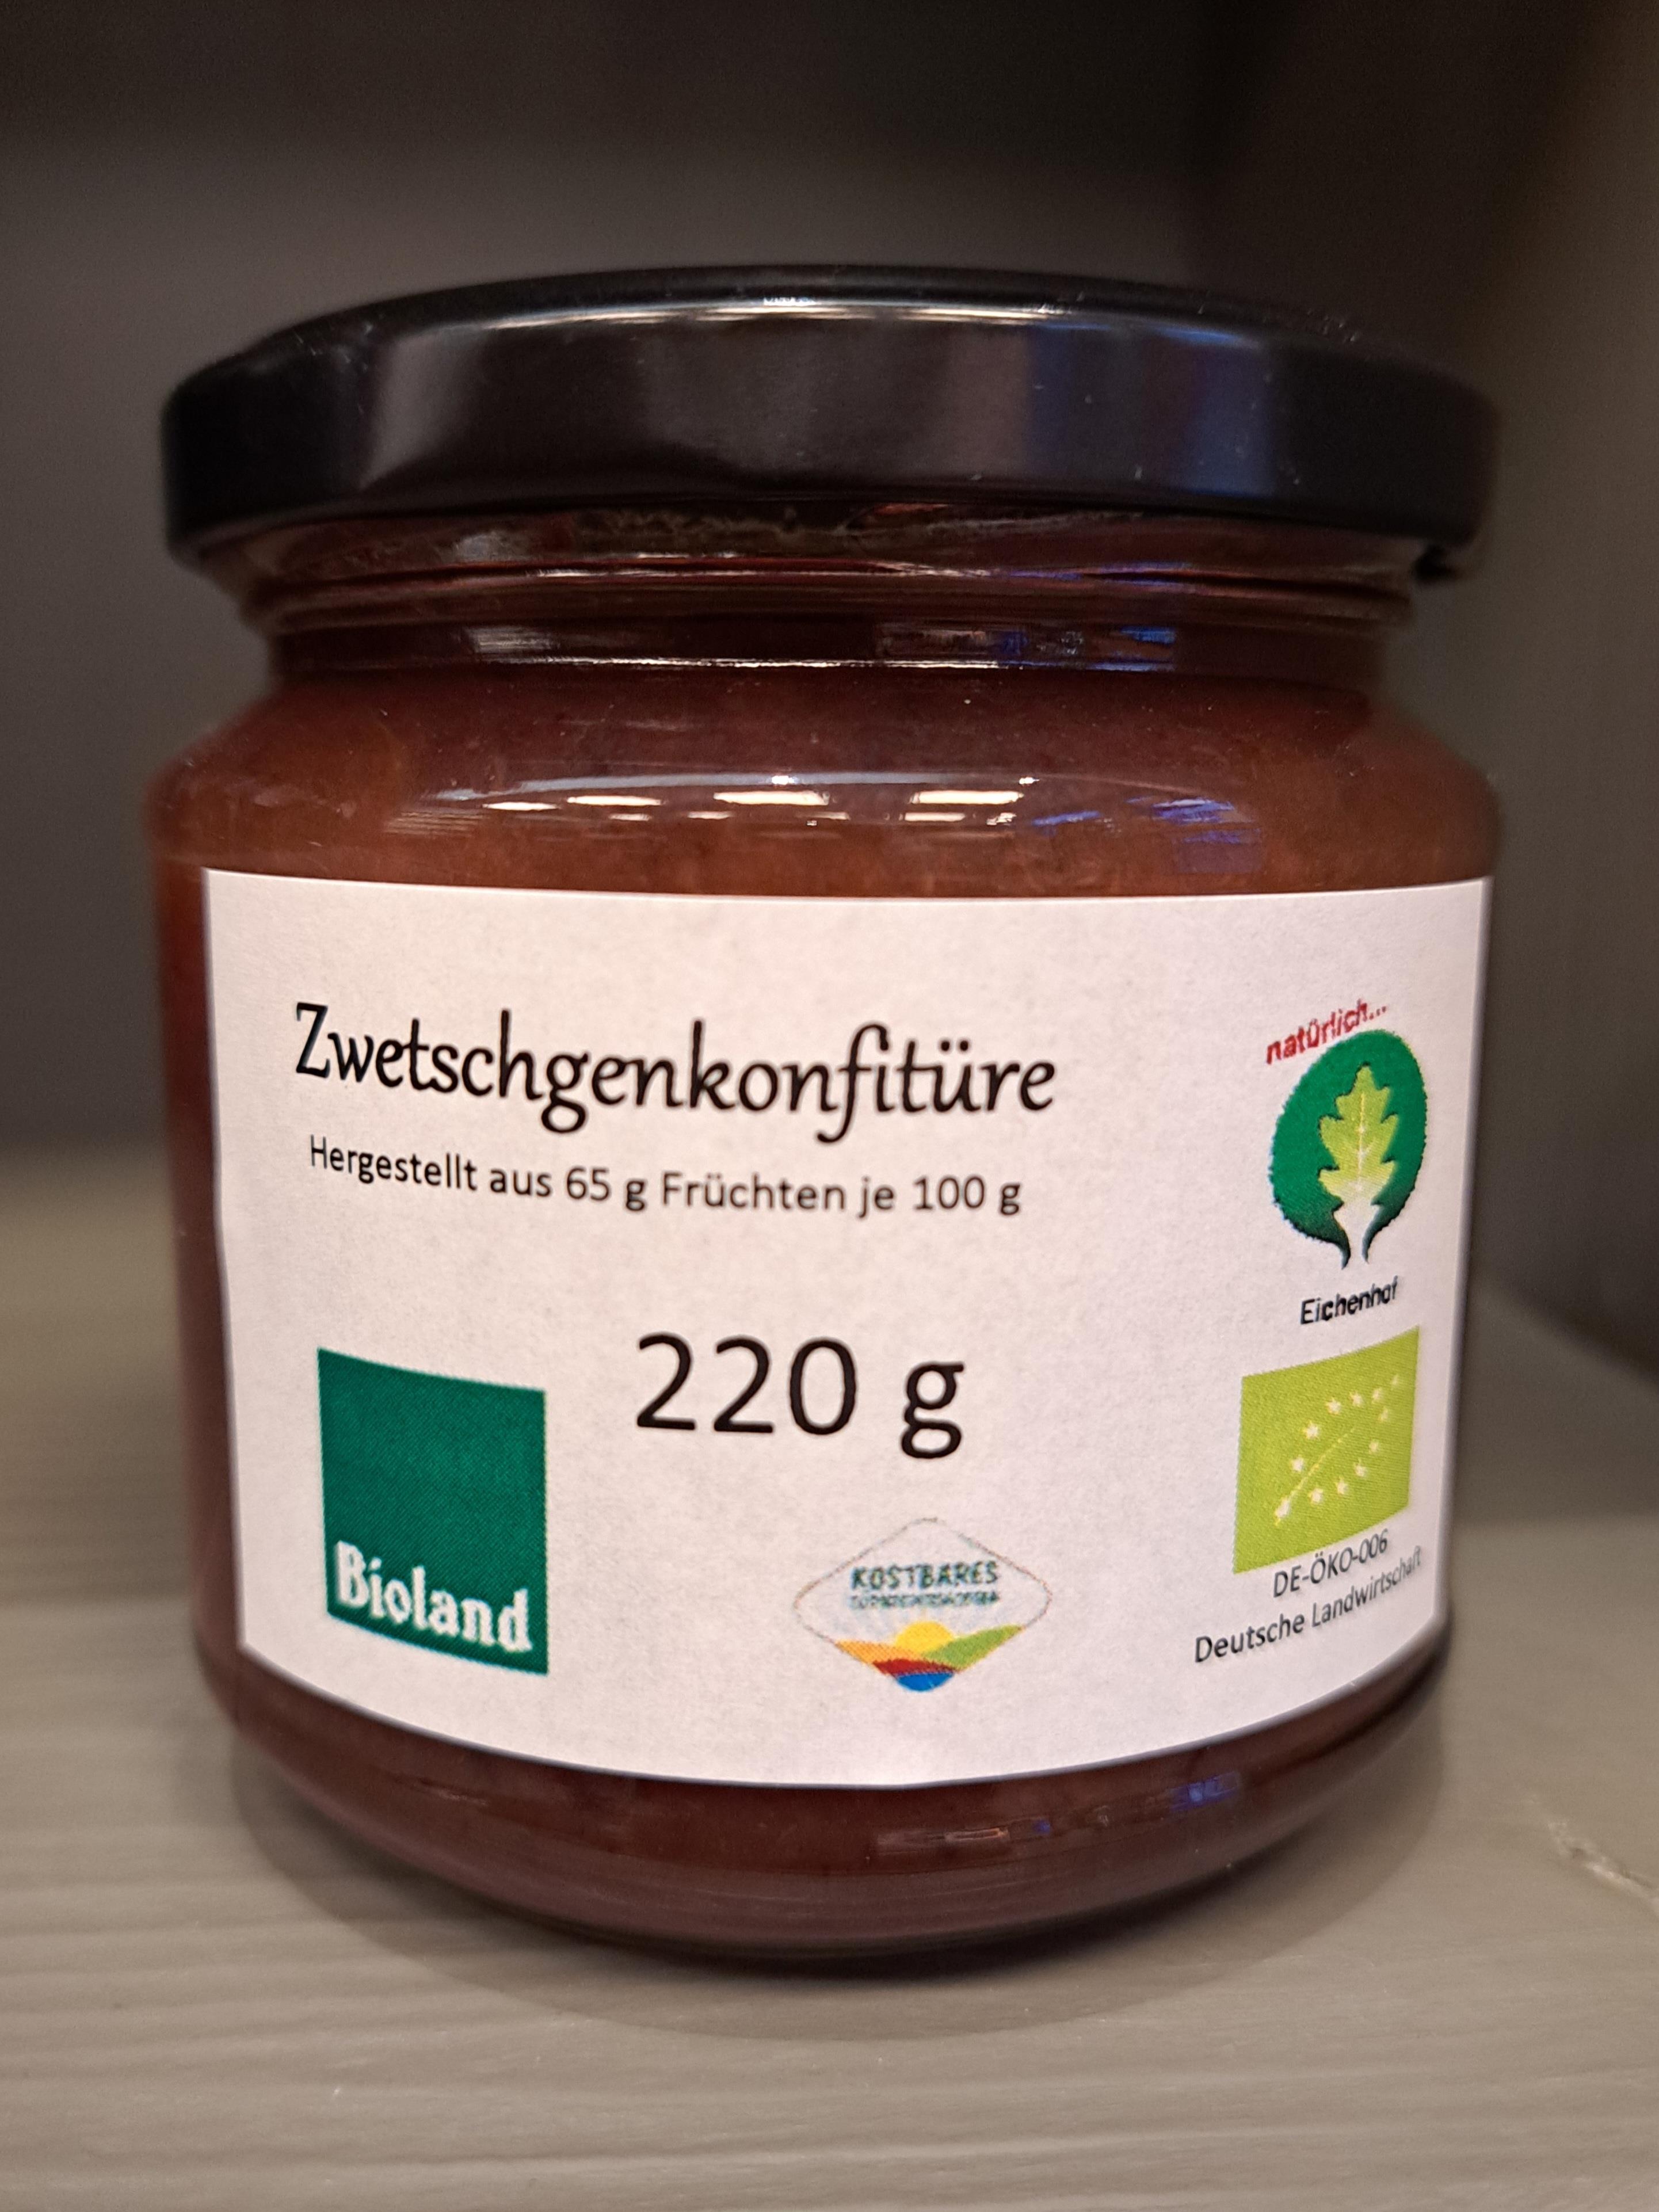 Zwetschgenkonfitüre
Hergestellt aus 65 g Früchten je 100 g
220 g
natürlich...
Eichenhof
Bioland
KOSTBARES
DE-ÖKO-006
Deutsche Landwirtschaft